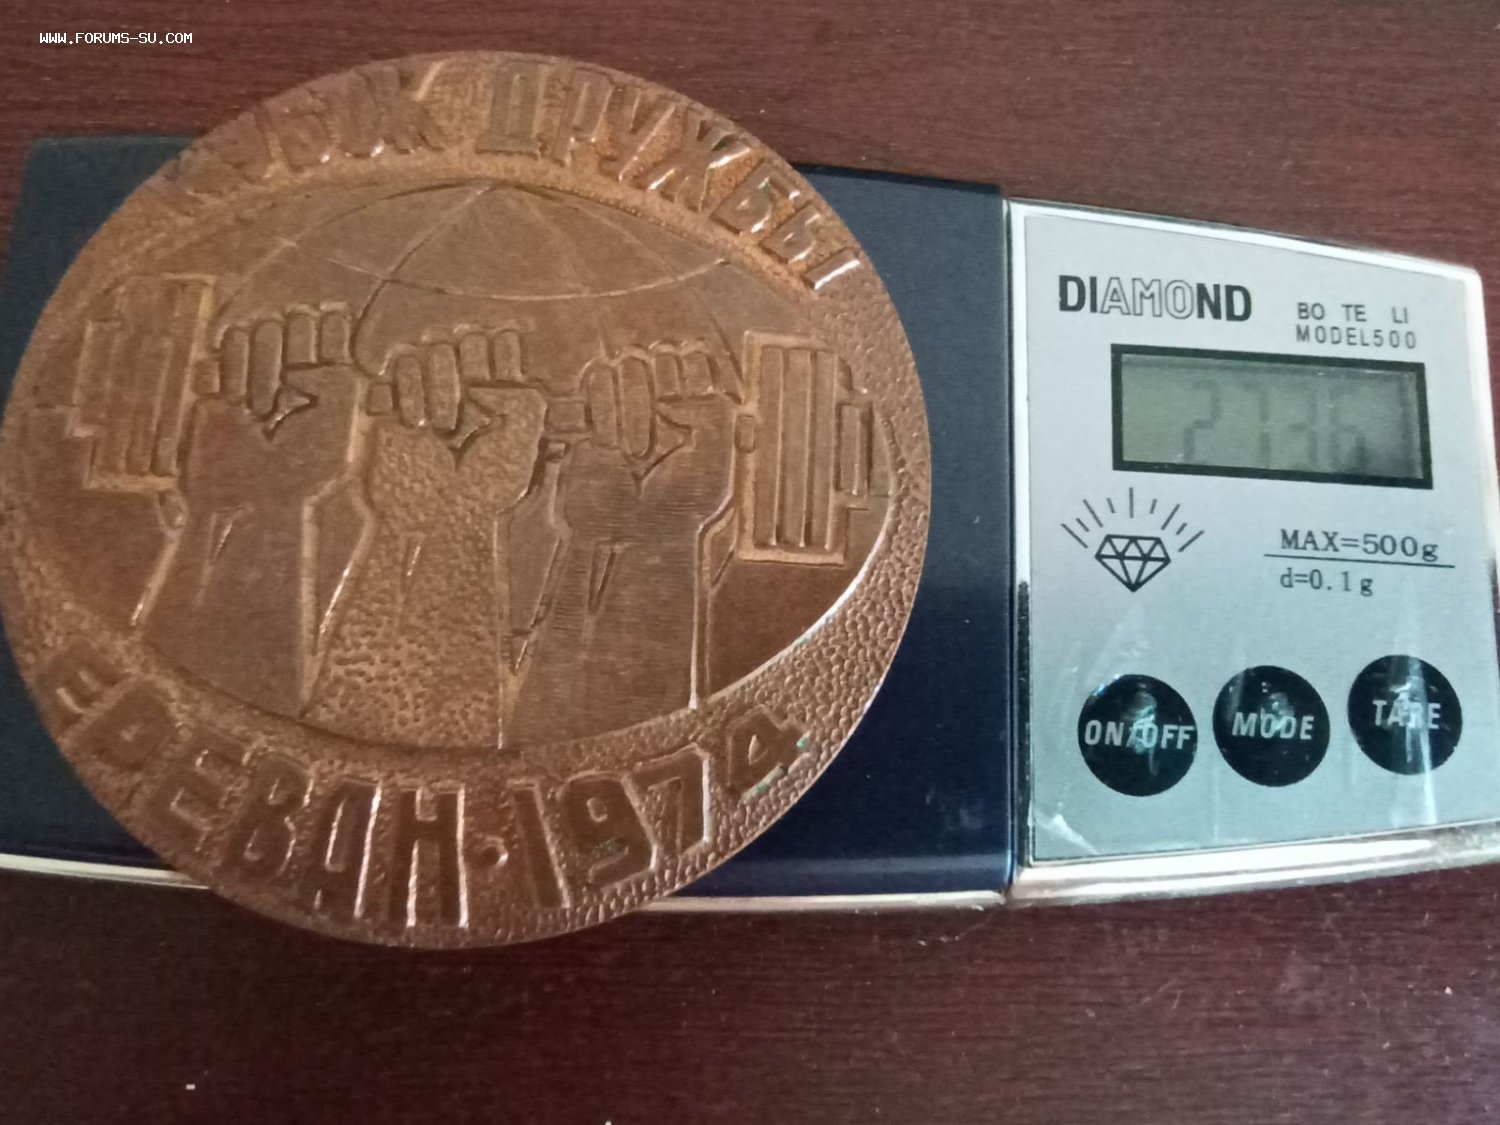 WWW.FORUMS-SU.COM
КУБОК ДРУЖБЫ
ЕРЕВАН·1974
DIAMOND
BO TE LI
MODEL500
MAX=500g
d=0.1g
ON/OFF
MODE
TARE